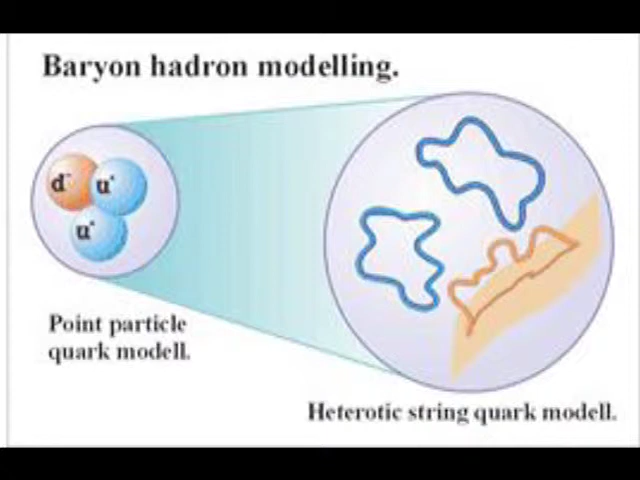 Baryon hadron modelling.
d-
u+
u+
Point particle
quark modell.
Heterotic string quark modell.